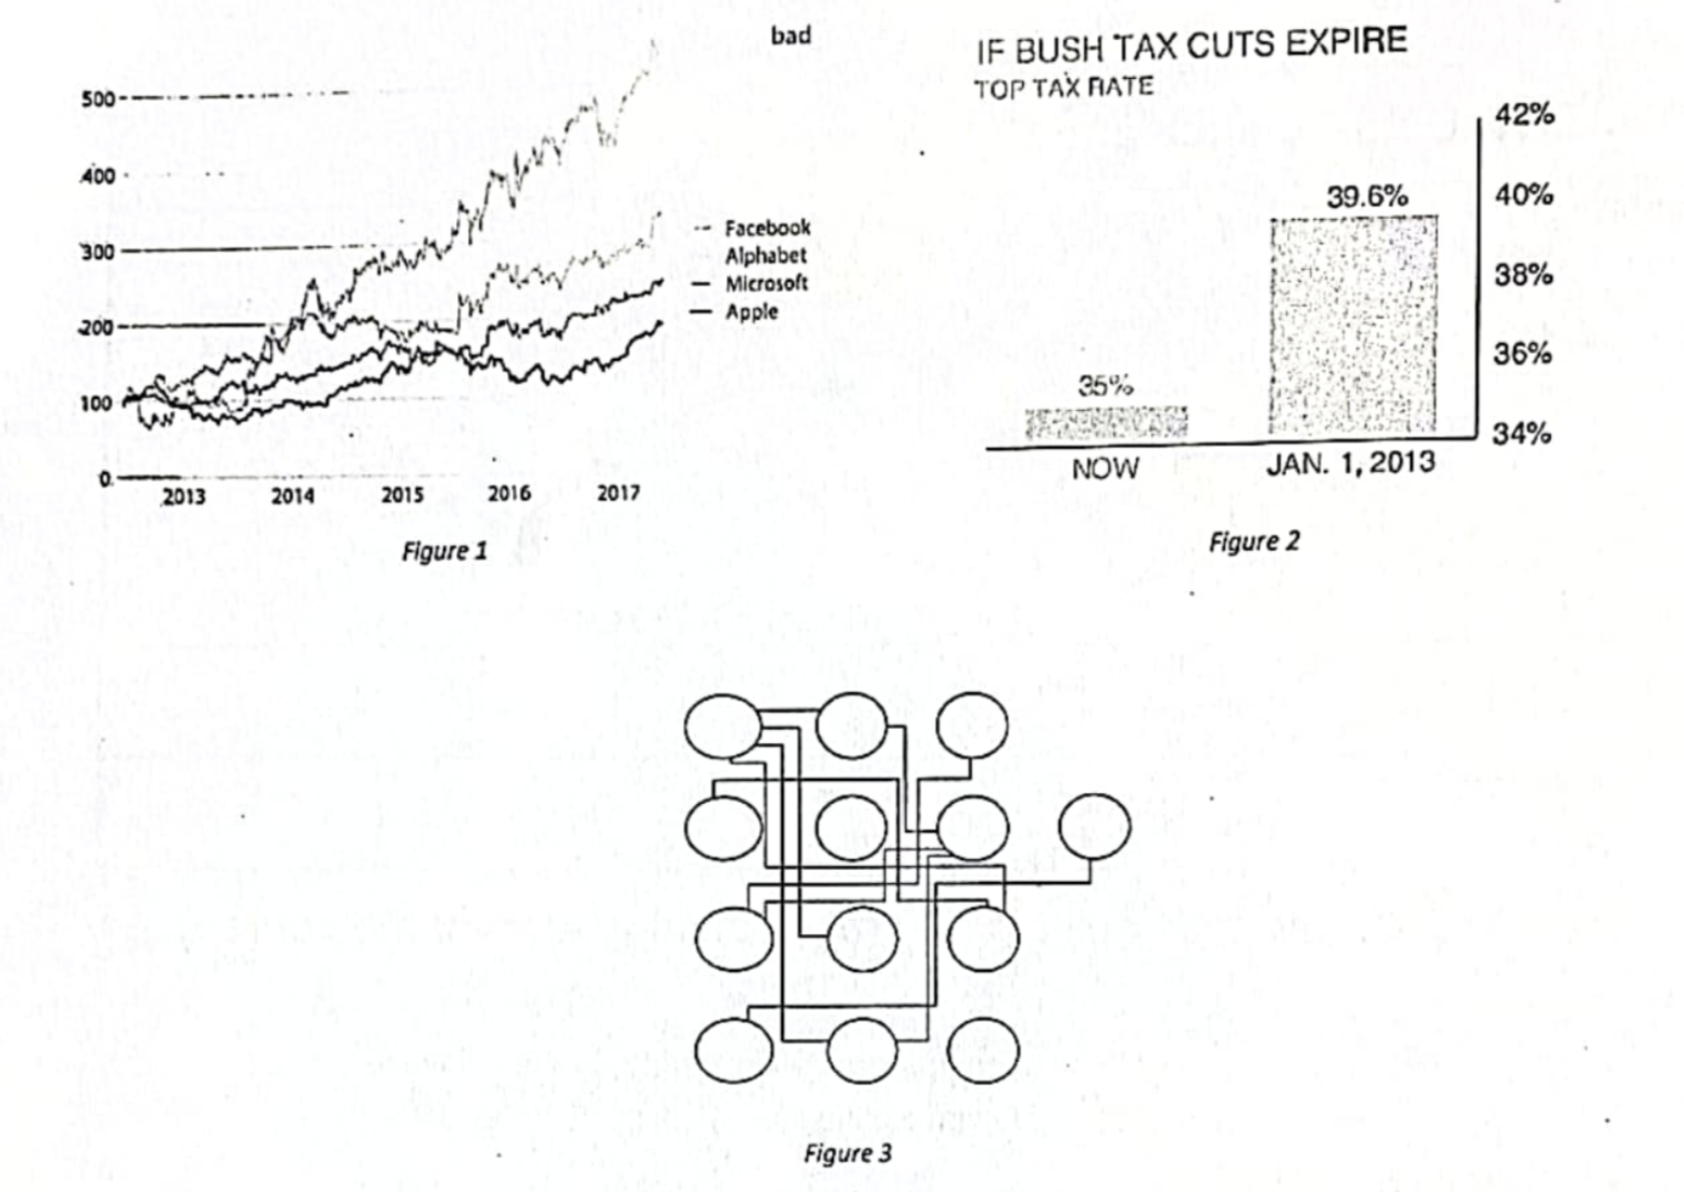 bad
500
400
300
200
100
0
2013 2014 2015 2016 2017
Facebook
Alphabet
Microsoft
Apple
Figure 1
IF BUSH TAX CUTS EXPIRE
TOP TAX RATE
42%
40%
38%
36%
34%
39.6%
35%
NOW JAN. 1, 2013
Figure 2
Figure 3